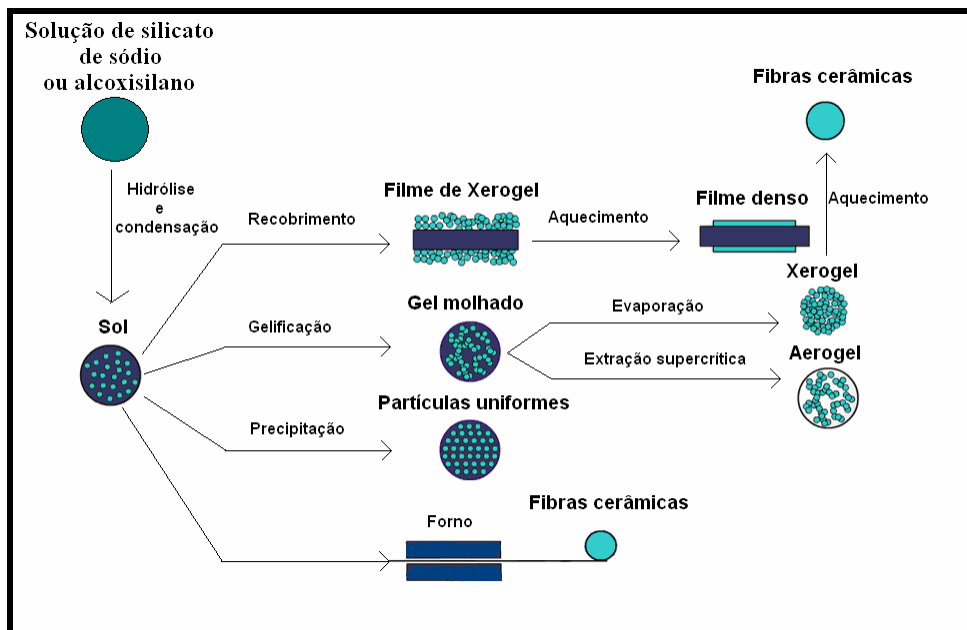 Solução de silicato
de sódio
ou alcoxisilano
Fibras cerâmicas
Hidrólise
e
condensação
Recobrimento
Filme de Xerogel
Aquecimento
Filme denso
Aquecimento
Sol
Gelificação
Gel molhado
Evaporação
Xerogel
Extração supercrítica
Aerogel
Precipitação
Partículas uniformes
Forno
Fibras cerâmicas